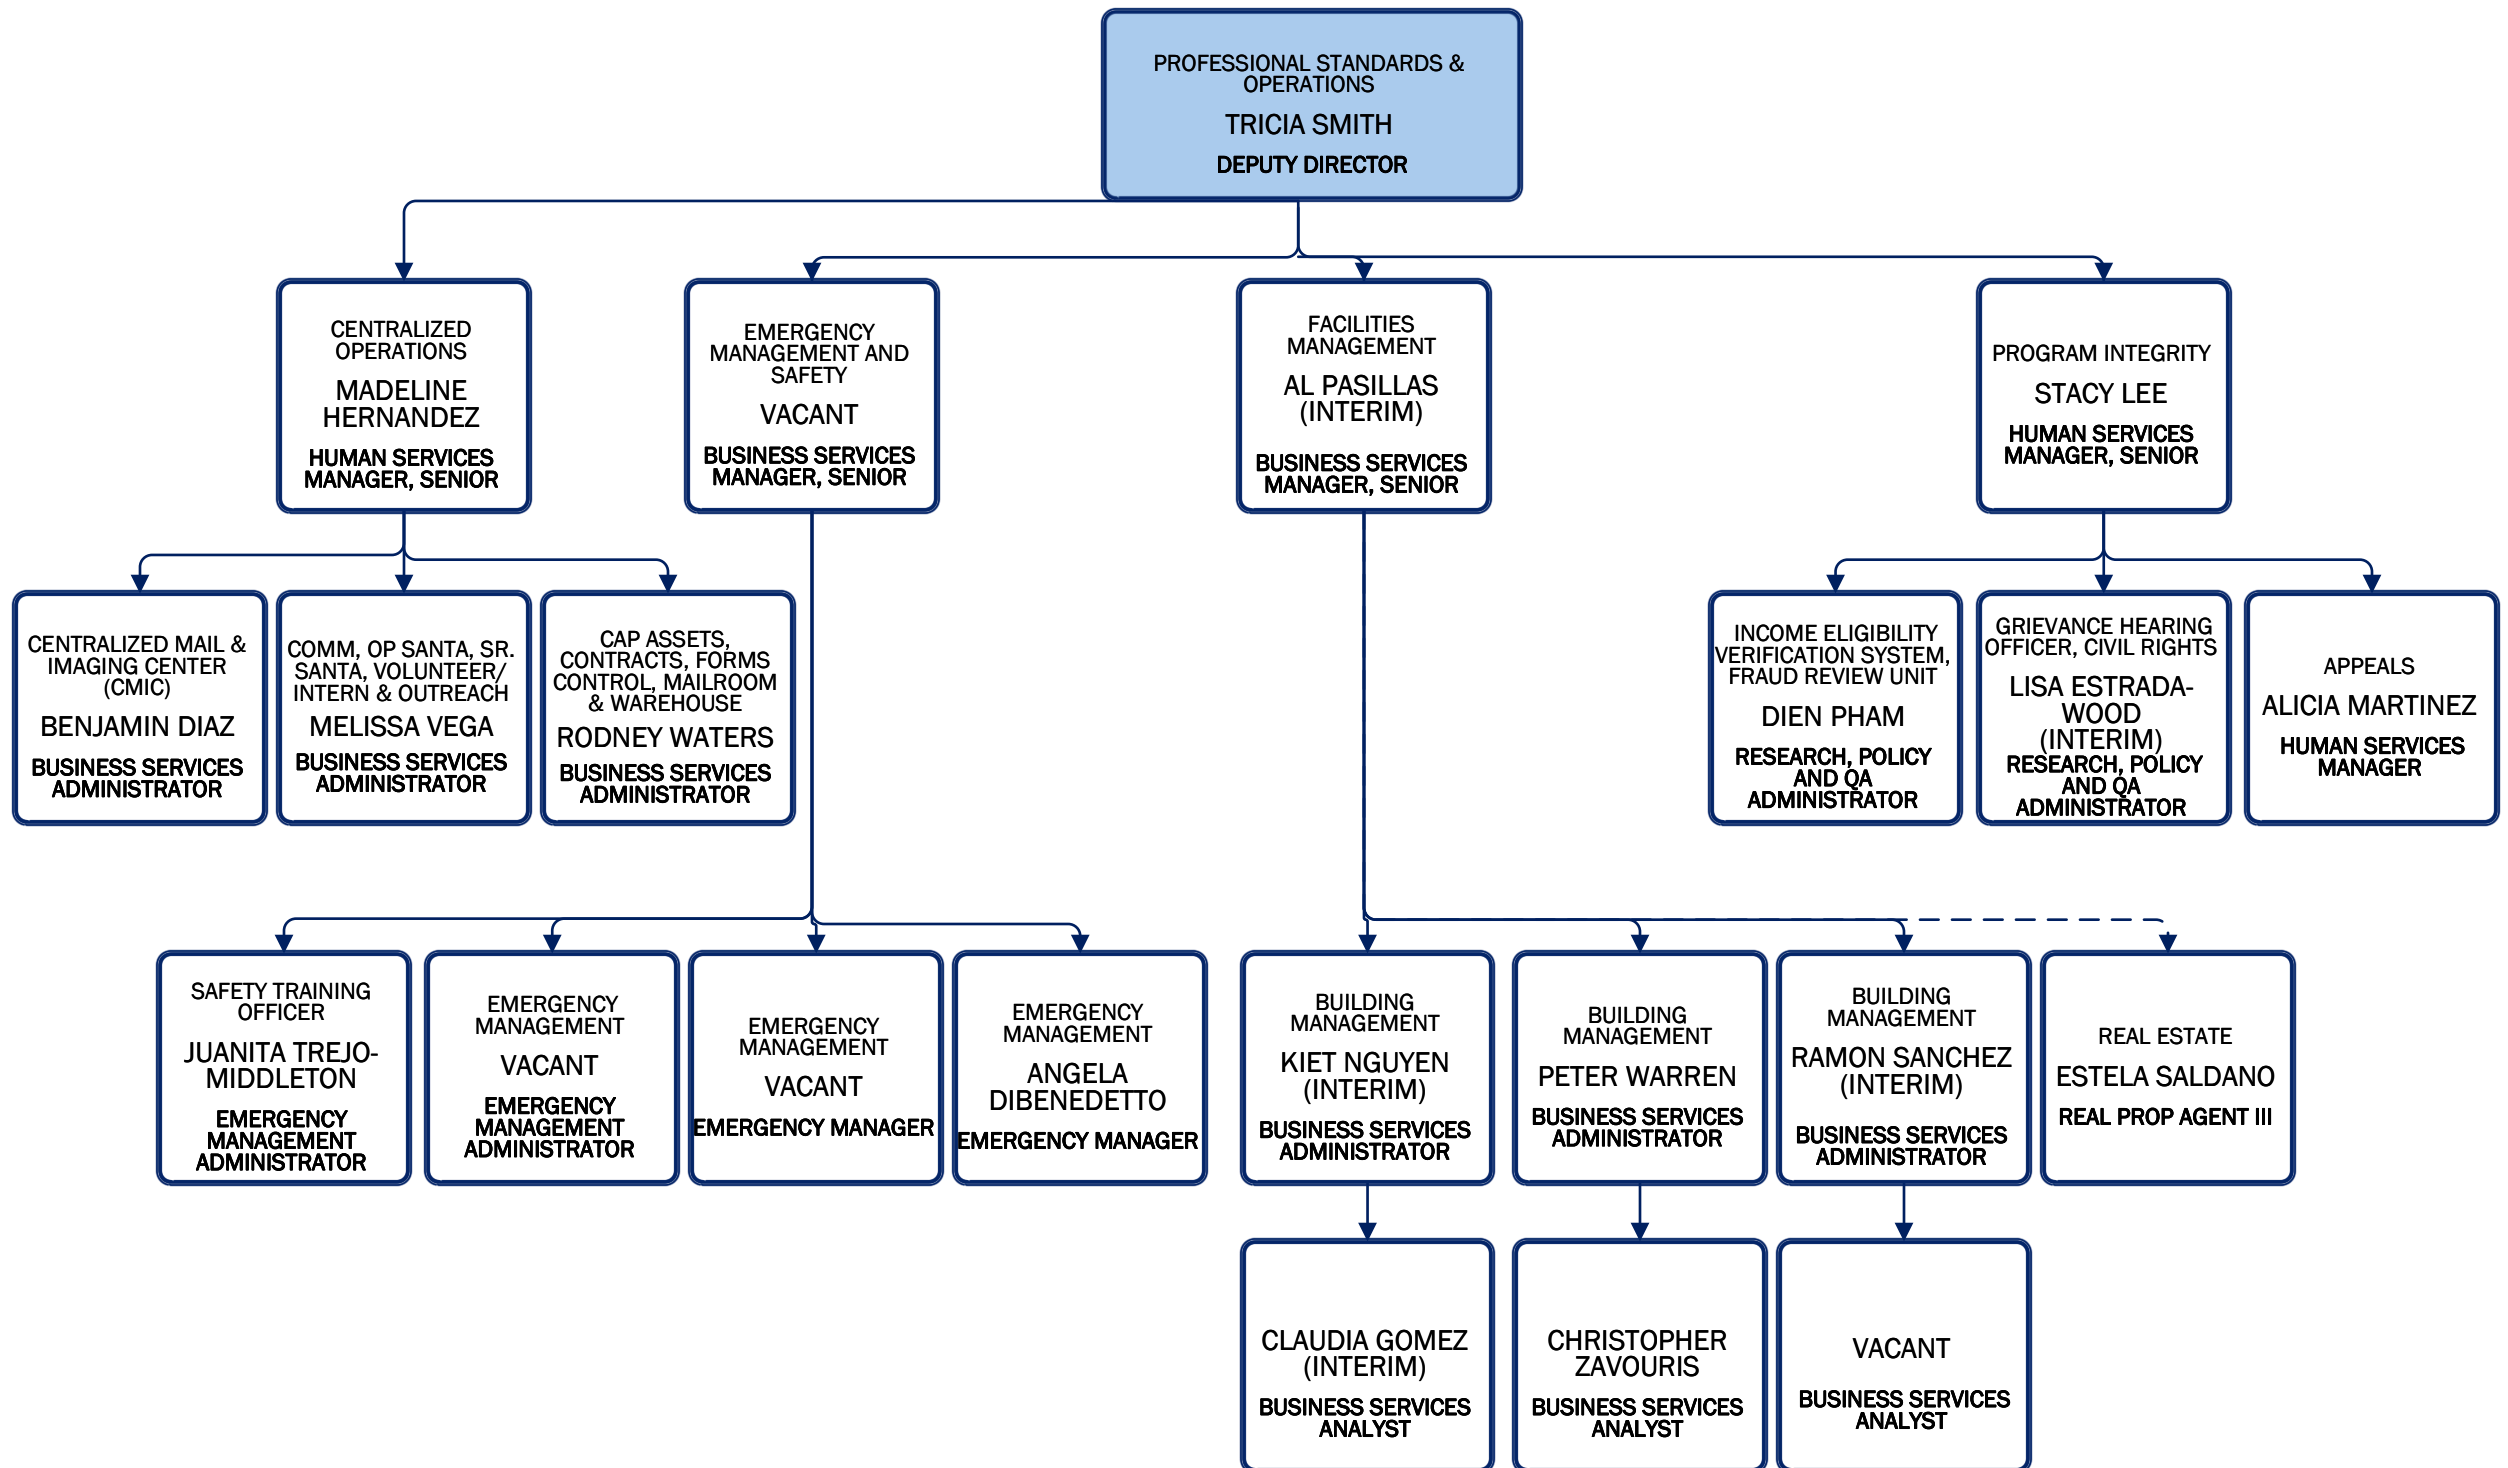 PROFESSIONAL STANDARDS &
OPERATIONS
TRICIA SMITH
DEPUTY DIRECTOR
CENTRALIZED
OPERATIONS
MADELINE
HERNANDEZ
HUMAN SERVICES
MANAGER, SENIOR
EMERGENCY
MANAGEMENT AND
SAFETY
VACANT
BUSINESS SERVICES
MANAGER, SENIOR
FACILITIES
MANAGEMENT
AL PASILLAS
(INTERIM)
BUSINESS SERVICES
MANAGER, SENIOR
PROGRAM INTEGRITY
STACY LEE
HUMAN SERVICES
MANAGER, SENIOR
CENTRALIZED MAIL &
IMAGING CENTER
(CMIC)
BENJAMIN DIAZ
BUSINESS SERVICES
ADMINISTRATOR
COMM, OP SANTA, SR.
SANTA, VOLUNTEER/
INTERN & OUTREACH
MELISSA VEGA
BUSINESS SERVICES
ADMINISTRATOR
CAP ASSETS,
CONTRACTS, FORMS
CONTROL, MAILROOM
& WAREHOUSE
RODNEY WATERS
BUSINESS SERVICES
ADMINISTRATOR
INCOME ELIGIBILITY
VERIFICATION SYSTEM,
FRAUD REVIEW UNIT
DIEN PHAM
RESEARCH, POLICY
AND QA
ADMINISTRATOR
GRIEVANCE HEARING
OFFICER, CIVIL RIGHTS
LISA ESTRADA-
WOOD
(INTERIM)
RESEARCH, POLICY
AND QA
ADMINISTRATOR
APPEALS
ALICIA MARTINEZ
HUMAN SERVICES
MANAGER
SAFETY TRAINING
OFFICER
JUANITA TREJO-
MIDDLETON
EMERGENCY
MANAGEMENT
ADMINISTRATOR
EMERGENCY
MANAGEMENT
VACANT
EMERGENCY
MANAGEMENT
ADMINISTRATOR
EMERGENCY
MANAGEMENT
VACANT
EMERGENCY MANAGER
EMERGENCY
MANAGEMENT
ANGELA
DIBENEDETTO
EMERGENCY MANAGER
BUILDING
MANAGEMENT
KIET NGUYEN
(INTERIM)
BUSINESS SERVICES
ADMINISTRATOR
BUILDING
MANAGEMENT
PETER WARREN
BUSINESS SERVICES
ADMINISTRATOR
BUILDING
MANAGEMENT
RAMON SANCHEZ
(INTERIM)
BUSINESS SERVICES
ADMINISTRATOR
REAL ESTATE
ESTELA SALDANO
REAL PROP AGENT III
CLAUDIA GOMEZ
(INTERIM)
BUSINESS SERVICES
ANALYST
CHRISTOPHER
ZAVOURIS
BUSINESS SERVICES
ANALYST
VACANT
BUSINESS SERVICES
ANALYST